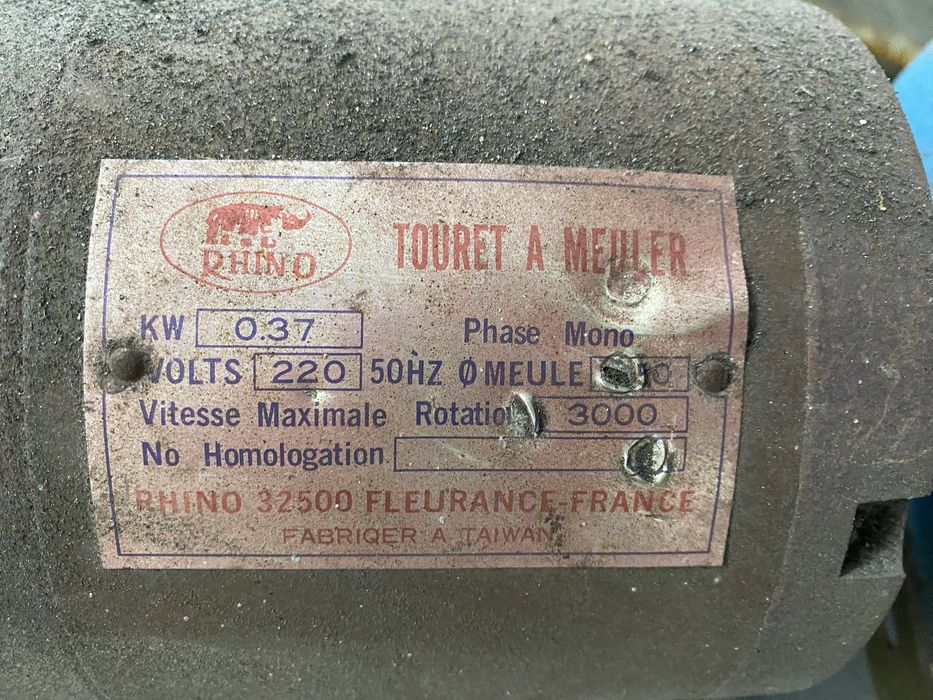 RHINO
TOURET A MEULER
KW 0.37 Phase Mono
VOLTS 220 50HZ Ø MEULE
Vitesse Maximale Rotation 3000
No Homologation
RHINO 32500 FLEURANCE-FRANCE
FABRIQER A TAIWAN